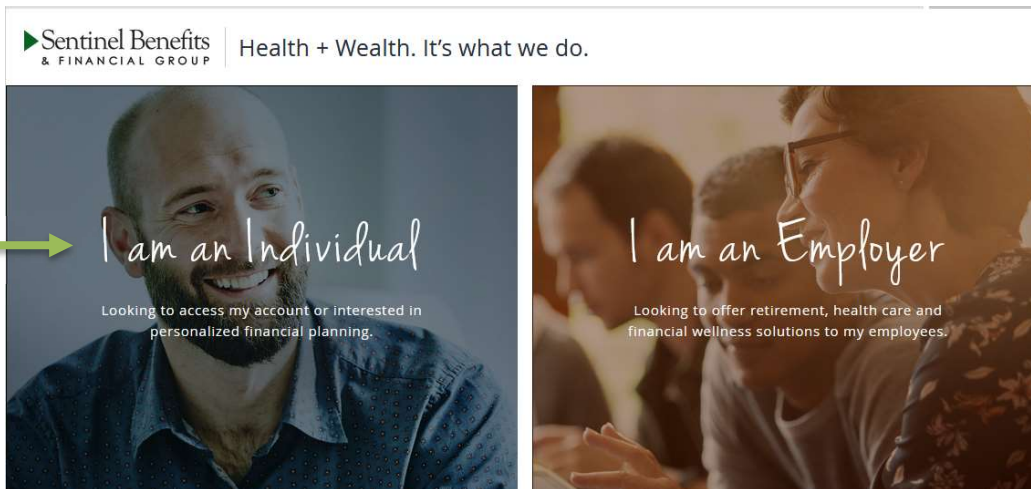 Sentinel Benefits
& FINANCIAL GROUP
Health + Wealth. It's what we do.
I am an Individual
Looking to access my account or interested in
personalized financial planning.
I am an Employer
Looking to offer retirement, health care and
financial wellness solutions to my employees.